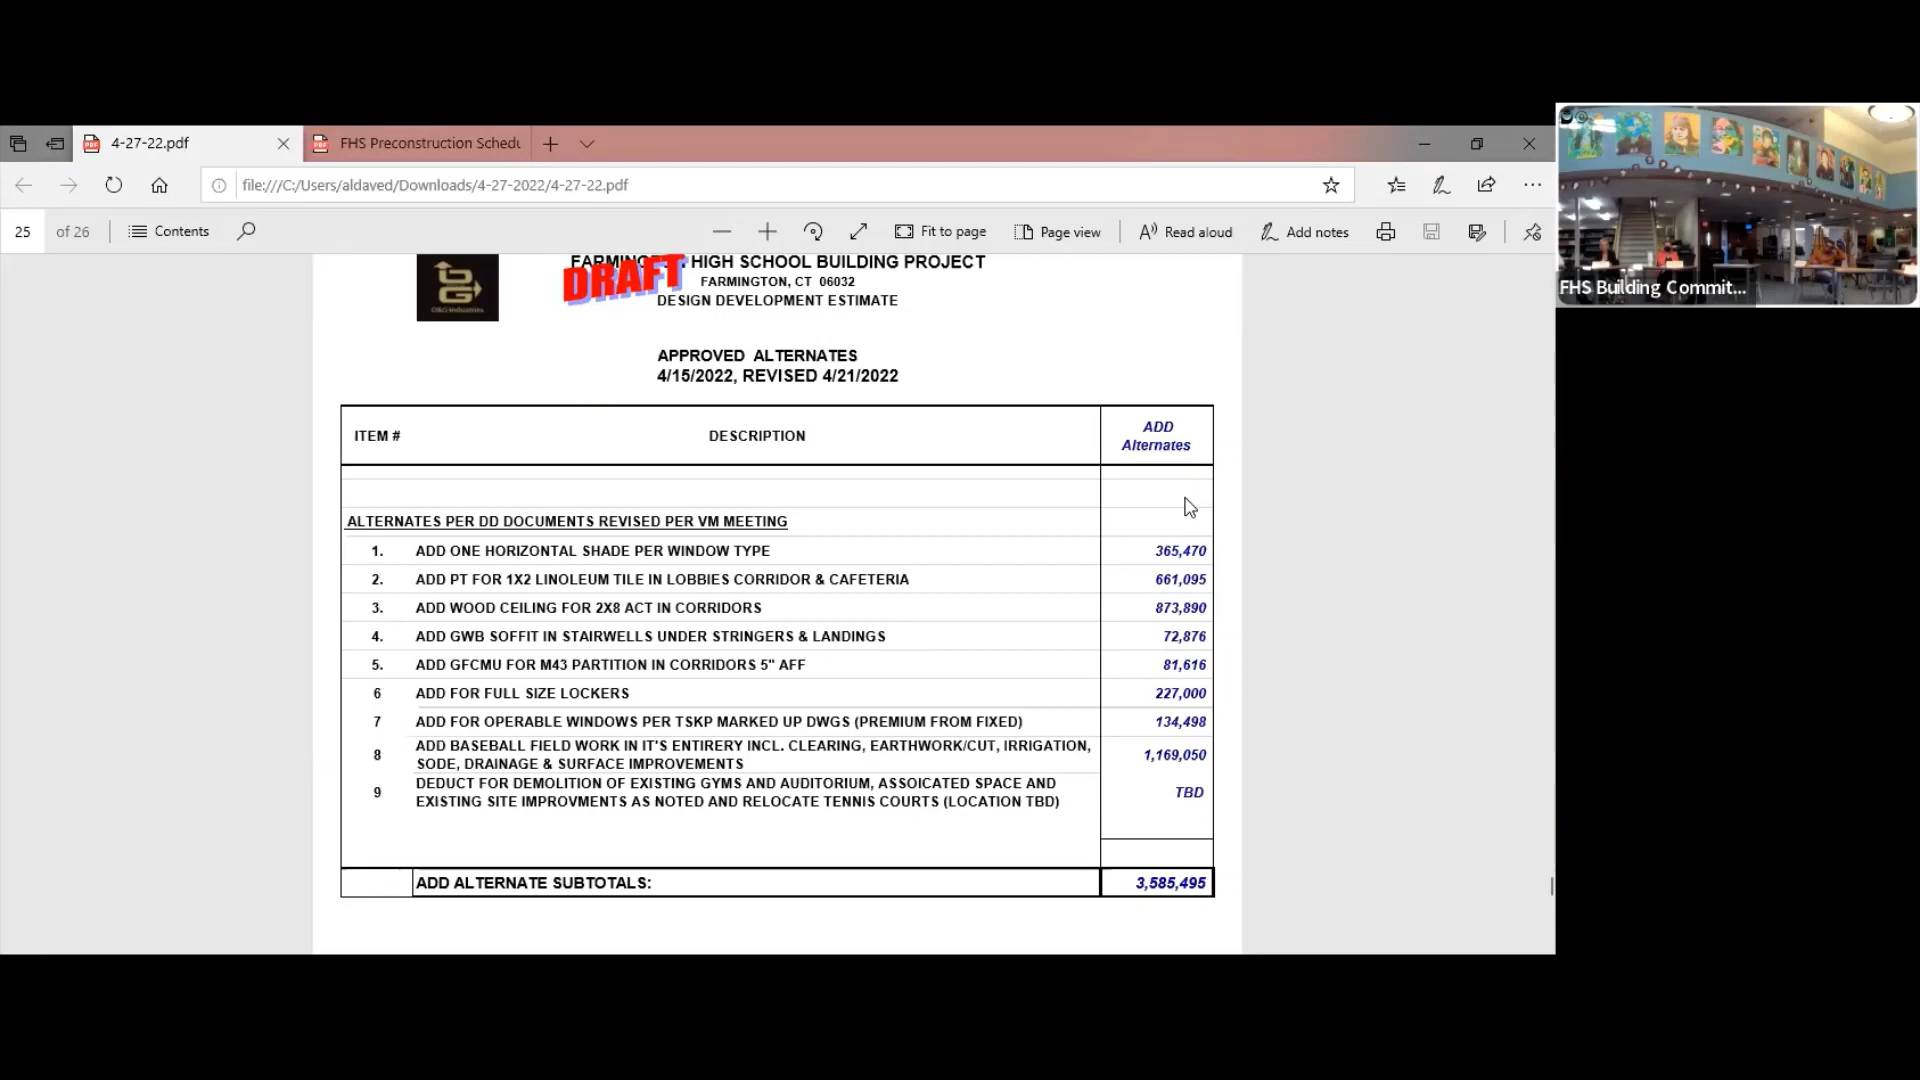 4-27-22.pdf
FHS Preconstruction Schedu
file:///C:/Users/aldaved/Downloads/4-27-2022/4-27-22.pdf
25 of 26
Contents
Fit to page
Page view
Read aloud
Add notes
FHS Building Commit...
HIGH SCHOOL BUILDING PROJECT
DRAFT
FARMINGTON, CT 06032
DESIGN DEVELOPMENT ESTIMATE
APPROVED ALTERNATES
4/15/2022, REVISED 4/21/2022
ITEM # DESCRIPTION ADD Alternates
ALTERNATES PER DD DOCUMENTS REVISED PER VM MEETING
1. ADD ONE HORIZONTAL SHADE PER WINDOW TYPE 365,470
2. ADD PT FOR 1X2 LINOLEUM TILE IN LOBBIES CORRIDOR & CAFETERIA 661,095
3. ADD WOOD CEILING FOR 2X8 ACT IN CORRIDORS 873,890
4. ADD GWB SOFFIT IN STAIRWELLS UNDER STRINGERS & LANDINGS 72,876
5. ADD GFCMU FOR M43 PARTITION IN CORRIDORS 5" AFF 81,616
6 ADD FOR FULL SIZE LOCKERS 227,000
7 ADD FOR OPERABLE WINDOWS PER TSKP MARKED UP DWGS (PREMIUM FROM FIXED) 134,498
8 ADD BASEBALL FIELD WORK IN IT'S ENTIRERY INCL. CLEARING, EARTHWORK/CUT, IRRIGATION,
SODE, DRAINAGE & SURFACE IMPROVEMENTS 1,169,050
9 DEDUCT FOR DEMOLITION OF EXISTING GYMS AND AUDITORIUM, ASSOICATED SPACE AND
EXISTING SITE IMPROVMENTS AS NOTED AND RELOCATE TENNIS COURTS (LOCATION TBD) TBD
ADD ALTERNATE SUBTOTALS: 3,585,495